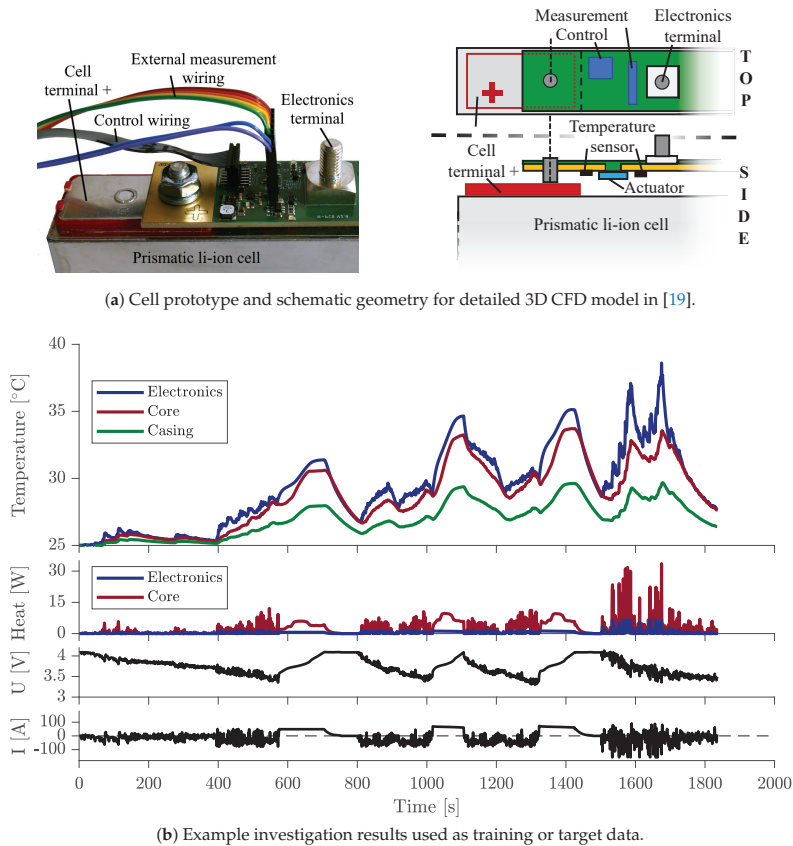 External measurement
wiring
Cell
terminal +
Control wiring
Electronics
terminal
+
Prismatic li-ion cell
Measurement
Control
Electronics
terminal
TOP
Temperature
sensor
Cell
terminal +
Actuator
SIDE
Prismatic li-ion cell
(a) Cell prototype and schematic geometry for detailed 3D CFD model in [19].
Temperature [°C]
40
35
30
25
Electronics
Core
Casing
Heat [W]
30
15
0
Electronics
Core
U [V]
4
3.5
3
I [A]
100
0
-100
0 200 400 600 800 1000 1200 1400 1600 1800 2000
Time [s]
(b) Example investigation results used as training or target data.